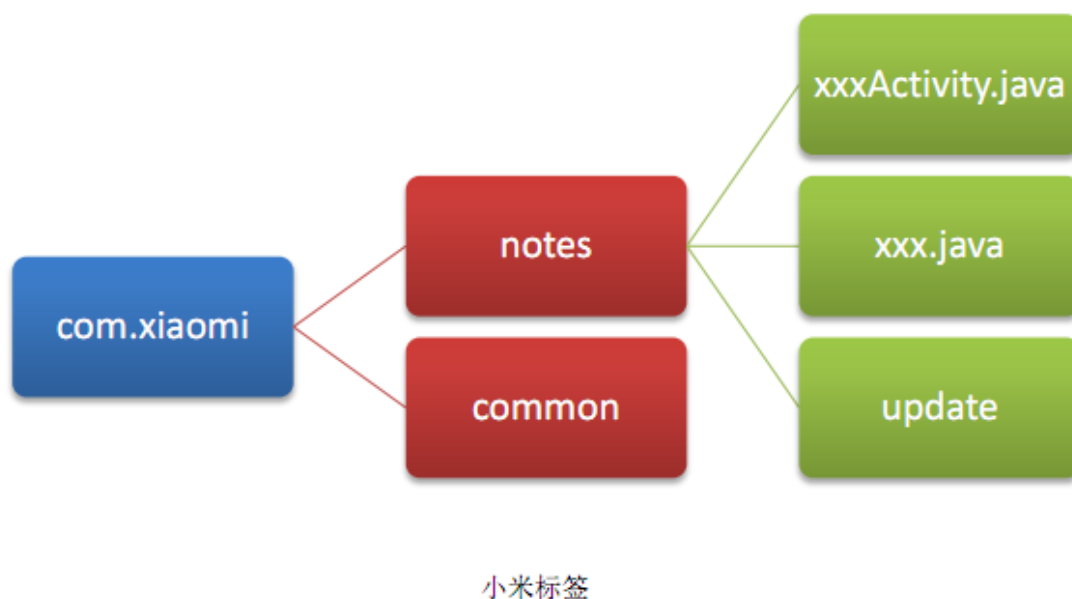 com.xiaomi
notes
common
xxxActivity.java
xxx.java
update
小米标签